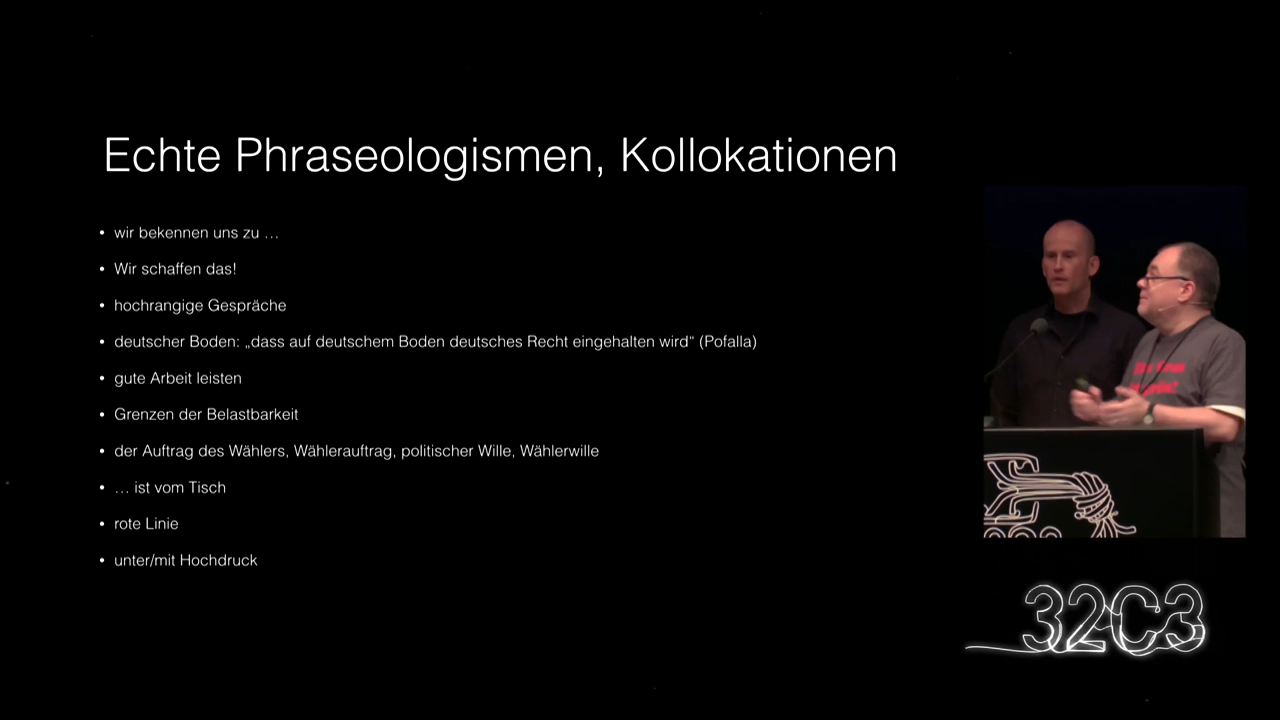 Echte Phraseologismen, Kollokationen
• wir bekennen uns zu …
• Wir schaffen das!
• hochrangige Gespräche
• deutscher Boden: „dass auf deutschem Boden deutsches Recht eingehalten wird“ (Pofalla)
• gute Arbeit leisten
• Grenzen der Belastbarkeit
• der Auftrag des Wählers, Wählerauftrag, politischer Wille, Wählerwille
• … ist vom Tisch
• rote Linie
• unter/mit Hochdruck
32C3